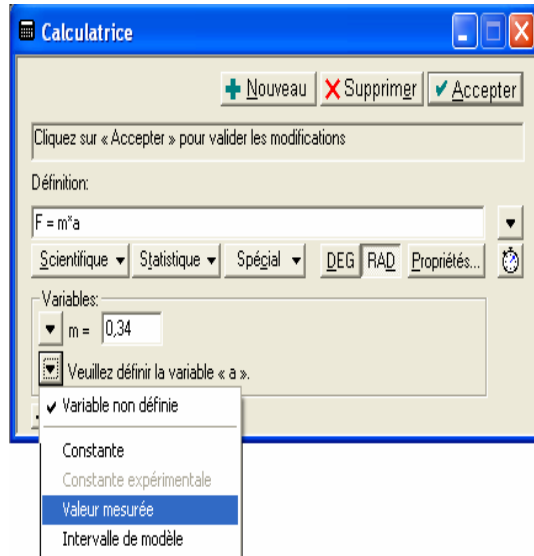 Calculatrice
Nouveau Supprimer Accepter
Cliquez sur « Accepter » pour valider les modifications
Définition:
F = m*a
Scientifique Statistique Spécial DEG RAD Propriétés...
Variables:
m = 0,34
Veuillez définir la variable « a ».
Variable non définie
Constante
Constante expérimentale
Valeur mesurée
Intervalle de modèle